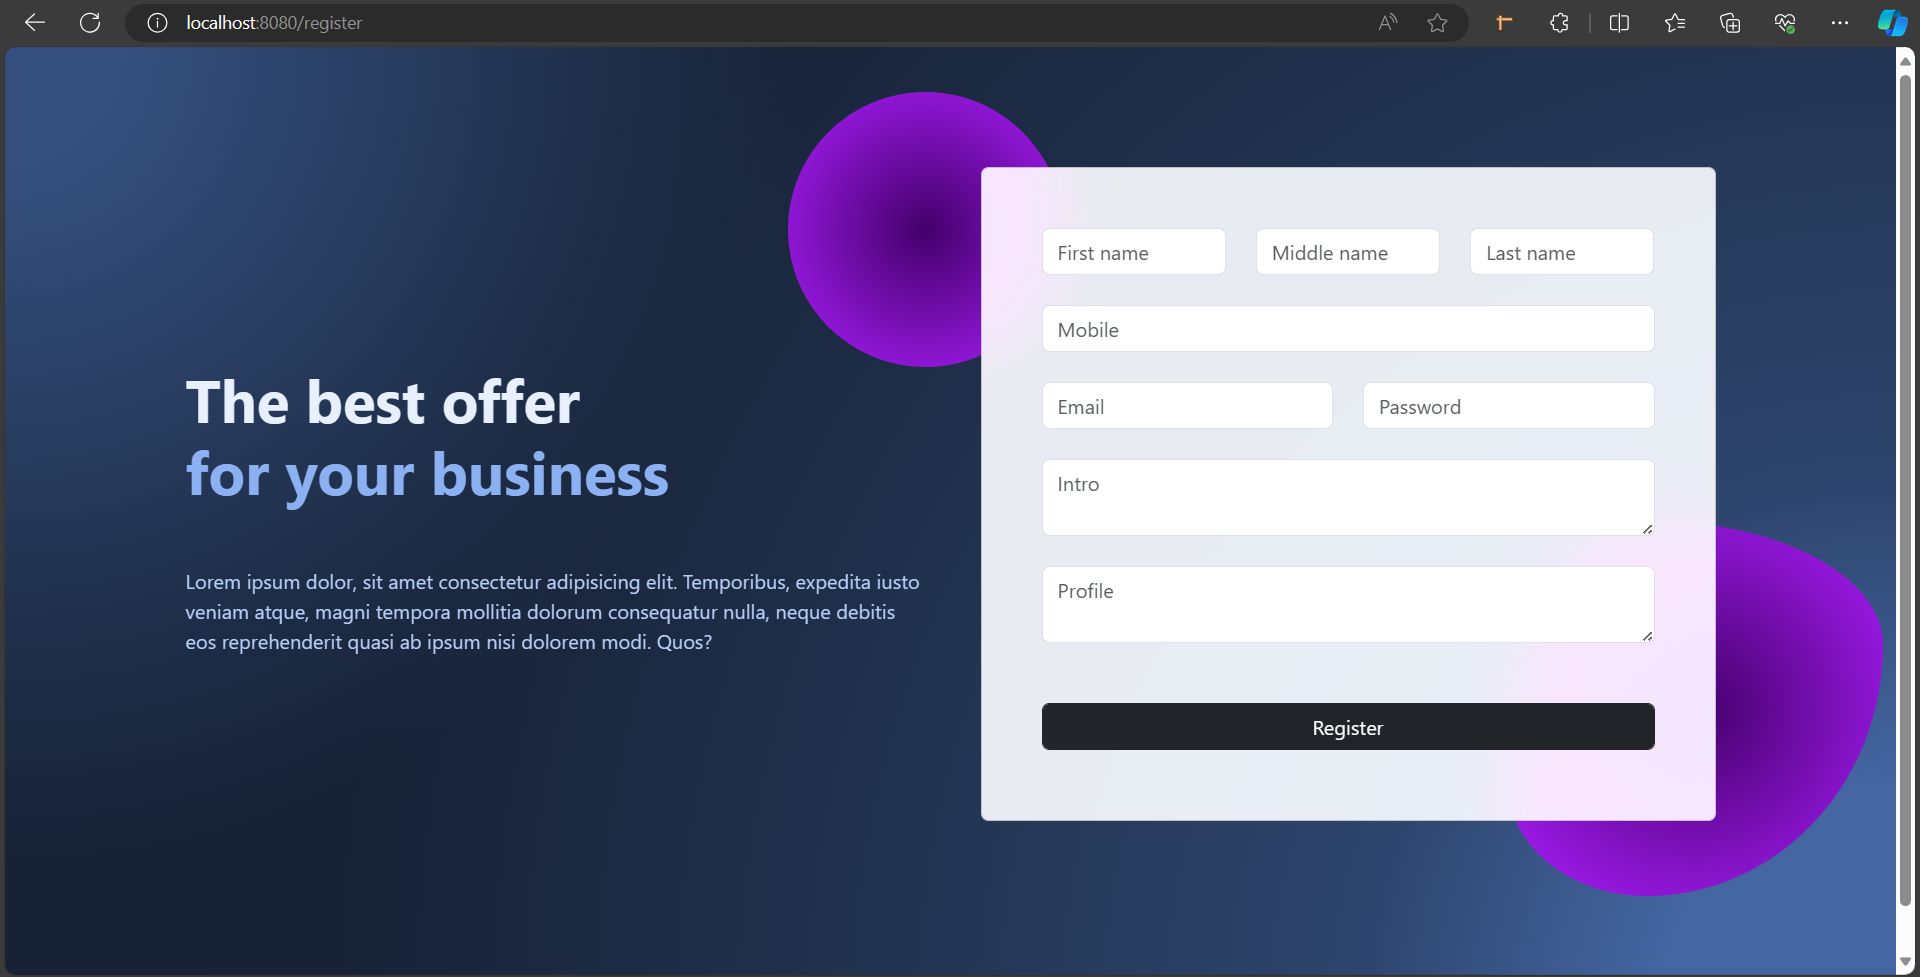 localhost:8080/register
The best offer
for your business
Lorem ipsum dolor, sit amet consectetur adipisicing elit. Temporibus, expedita iusto
veniam atque, magni tempora mollitia dolorum consequatur nulla, neque debitis
eos reprehenderit quasi ab ipsum nisi dolorem modi. Quos?
First name Middle name Last name
Mobile
Email Password
Intro
Profile
Register